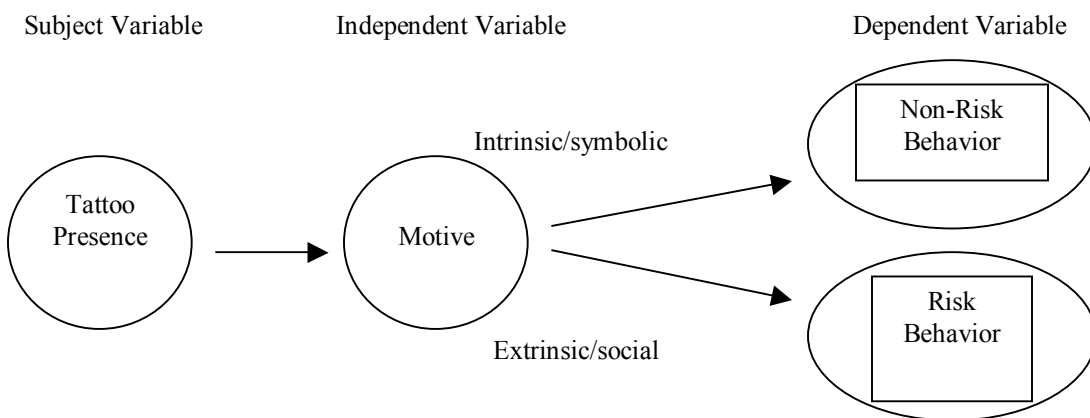 Subject Variable
Independent Variable
Dependent Variable
Non-Risk
Behavior
Intrinsic/symbolic
Tattoo
Presence
Motive
Risk
Behavior
Extrinsic/social